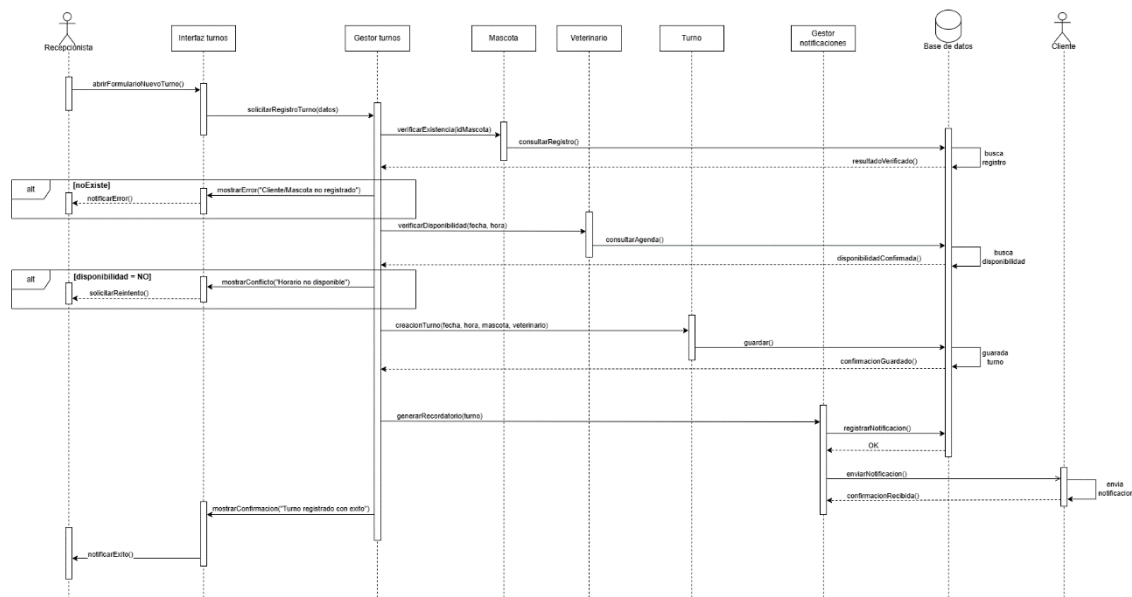 Recepcionista
Interfaz turnos
Gestor turnos
Mascota
Veterinario
Turno
Gestor
notificaciones
Base de datos
Cliente
abrirFormularioNuevoTurno()
solicitarRegistroTurno(datos)
verificarExistencia(idMascota)
consultarRegistro()
busca
registro
resultadoVerificado()
alt
[noExiste]
mostrarError("Cliente/Mascota no registrado")
notificarError()
verificarDisponibilidad(fecha, hora)
consultarAgenda()
busca
disponibilidad
disponibilidadConfirmada()
alt
[disponibilidad = NO]
mostrarConflicto("Horario no disponible")
solicitarReintento()
creacionTurno(fecha, hora, mascota, veterinario)
guardar()
guarada
turno
confirmacionGuardado()
generarRecordatorio(turno)
registrarNotificacion()
OK
enviarNotificacion()
envia
notificacion
confirmacionRecibida()
mostrarConfirmacion("Turno registrado con exito")
notificarExito()